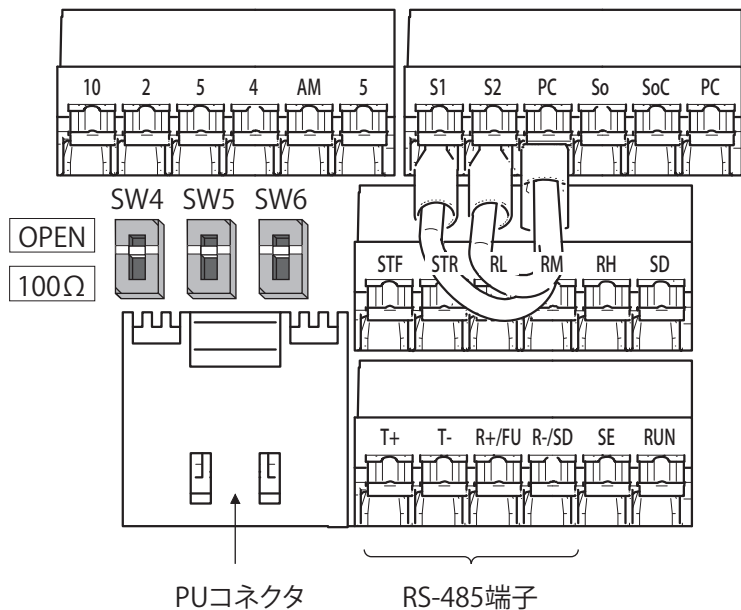 10 2 5 4 AM 5 S1 S2 PC So SoC PC
SW4 SW5 SW6
OPEN
100Ω
STF STR RL RM RH SD
T+ T- R+/FU R-/SD SE RUN
PUコネクタ RS-485端子